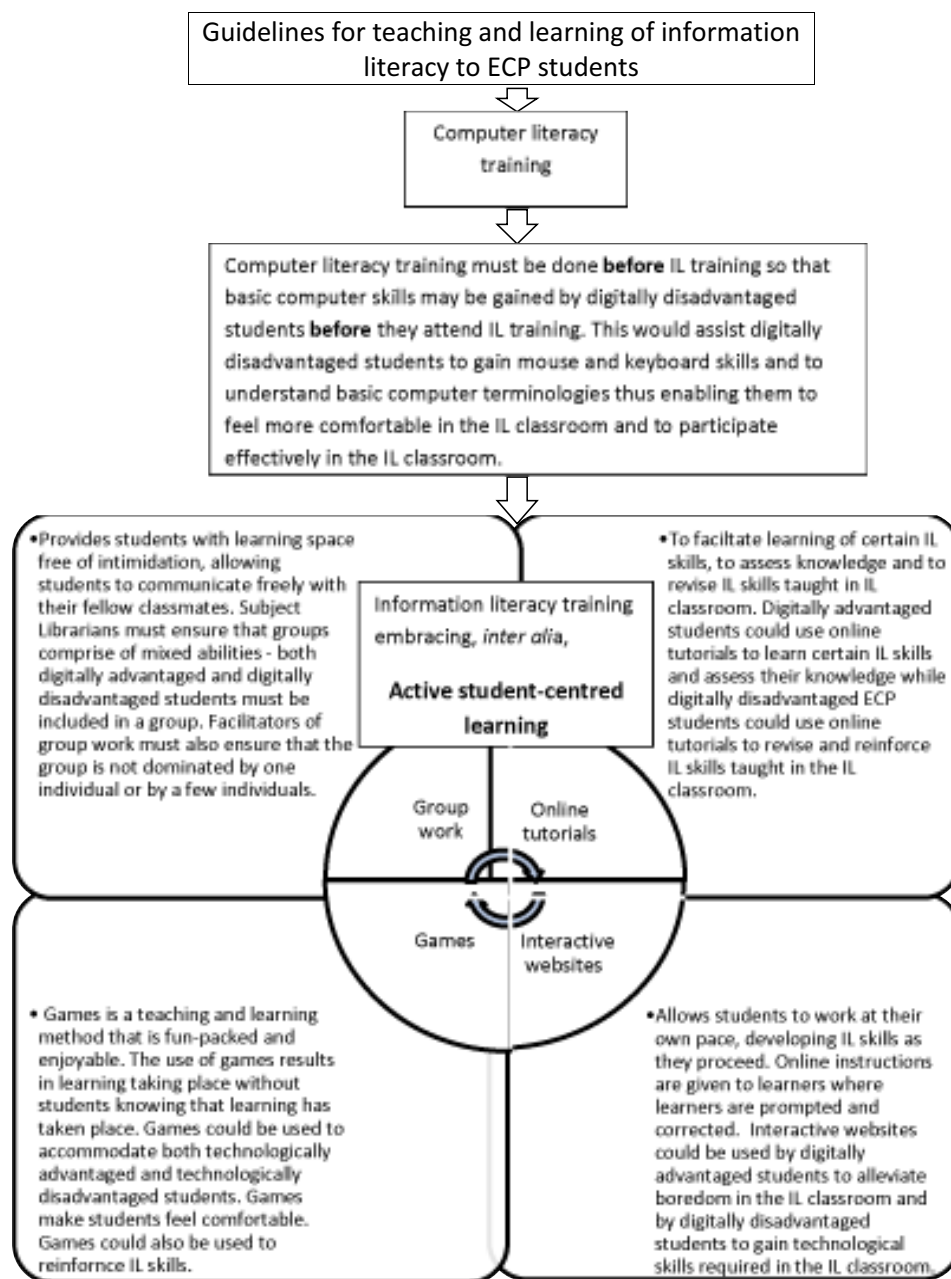 Guidelines for teaching and learning of information
literacy to ECP students
Computer literacy
training
Computer literacy training must be done before IL training so that
basic computer skills may be gained by digitally disadvantaged
students before they attend IL training. This would assist digitally
disadvantaged students to gain mouse and keyboard skills and to
understand basic computer terminologies thus enabling them to
feel more comfortable in the IL classroom and to participate
effectively in the IL classroom.
•Provides students with learning space
free of intimidation, allowing
students to communicate freely with
their fellow classmates. Subject
Librarians must ensure that groups
comprise of mixed abilities - both
digitally advantaged and digitally
disadvantaged students must be
included in a group. Facilitators of
group work must also ensure that the
group is not dominated by one
individual or by a few individuals.
Information literacy training
embracing, inter alia,
Active student-centred
learning
•To faciltate learning of certain IL
skills, to assess knowledge and to
revise IL skills taught in IL
classroom. Digitally advantaged
students could use online
tutorials to learn certain IL skills
and assess their knowledge while
digitally disadvantaged ECP
students could use online
tutorials to revise and reinforce
IL skills taught in the IL
classroom.
Group
work
Online
tutorials
Games
Interactive
websites
• Games is a teaching and learning
method that is fun-packed and
enjoyable. The use of games results
in learning taking place without
students knowing that learning has
taken place. Games could be used to
accommodate both technologically
advantaged and technologically
disadvantaged students. Games
make students feel comfortable.
Games could also be used to
reinfornce IL skills.
•Allows students to work at their
own pace, developing IL skills as
they proceed. Online instructions
are given to learners where
learners are prompted and
corrected. Interactive websites
could be used by digitally
advantaged students to alleviate
boredom in the IL classroom and
by digitally disadvantaged
students to gain technological
skills required in the IL classroom.